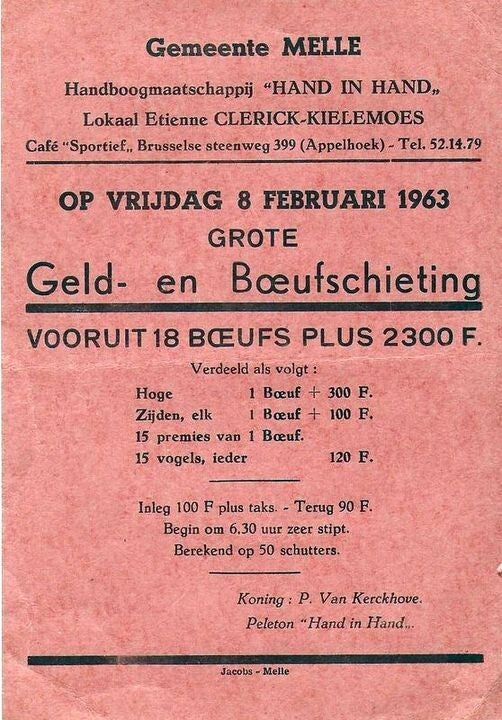 Gemeente MELLE
Handboogmaatschappij "HAND IN HAND„
Lokaal Etienne CLERICK-KIELEMOES
Café "Sportief„ Brusselse steenweg 399 (Appelhoek) - Tel. 52.14.79
OP VRIJDAG 8 FEBRUARI 1963
GROTE
Geld- en Bœufschieting
VOORUIT 18 BŒUFS PLUS 2300 F.
Verdeeld als volgt :
Hoge 1 Bœuf + 300 F.
Zijden, elk 1 Bœuf + 100 F.
15 premies van 1 Bœuf.
15 vogels, ieder 120 F.
Inleg 100 F plus taks. - Terug 90 F.
Begin om 6,30 uur zeer stipt.
Berekend op 50 schutters.
Koning : P. Van Kerckhove.
Peleton "Hand in Hand„.
Jacobs - Melle